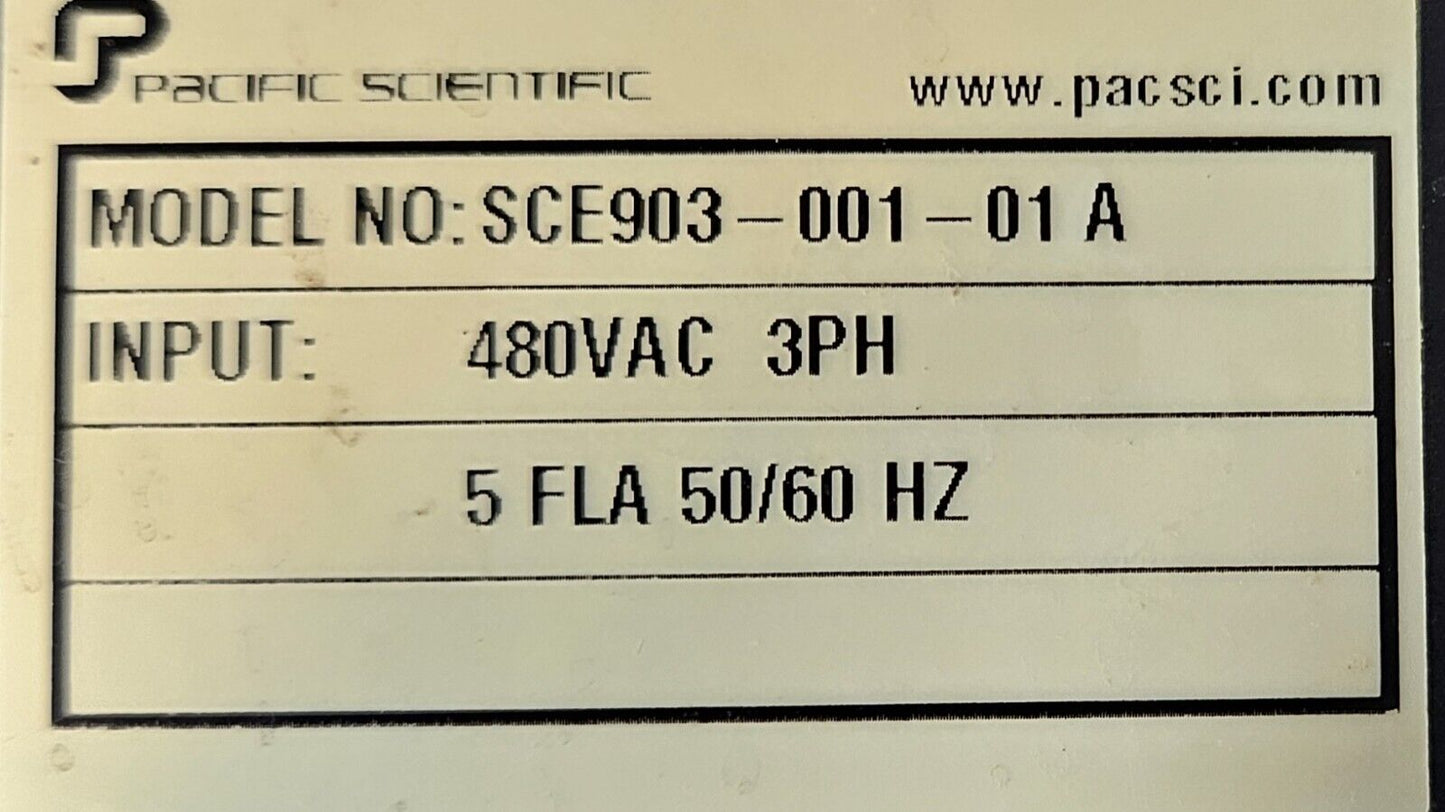 PACIFIC SCIENTIFIC www.pacsci.com
MODEL NO: SCE903-001-01 A
INPUT: 480VAC 3PH
5 FLA 50/60 HZ